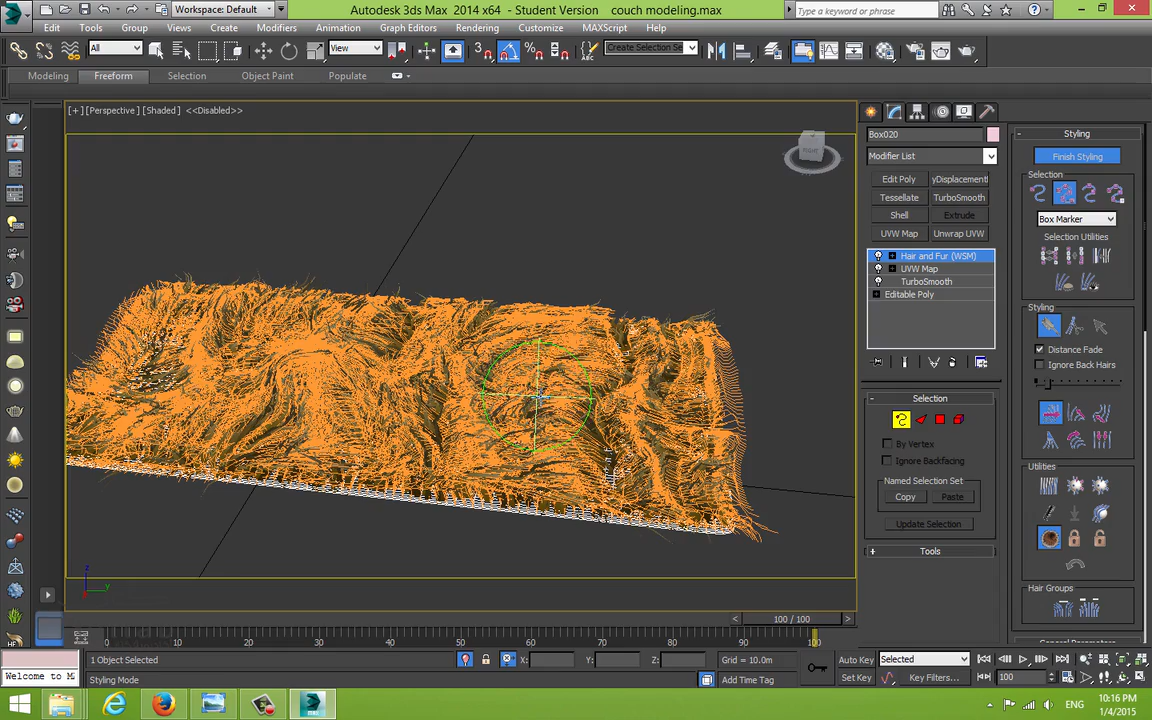 Workspace: Default
Autodesk 3ds Max 2014 x64 - Student Version couch modeling.max
Type a keyword or phrase
Edit Tools Group Views Create Modifiers Animation Graph Editors Rendering Customize MAXScript Help
All
View
3
Create Selection Se
Modeling Freeform Selection Object Paint Populate
[+] [Perspective] [Shaded] <<Disabled>>
Box020
Modifier List
Edit Poly yDisplacement
Tessellate TurboSmooth
Shell Extrude
UVW Map Unwrap UVW
Hair and Fur (WSM)
UVW Map
TurboSmooth
Editable Poly
Selection
By Vertex
Ignore Backfacing
Named Selection Set
Copy Paste
Update Selection
Tools
Styling
Finish Styling
Selection
Box Marker
Selection Utilities
Styling
Distance Fade
Ignore Back Hairs
Utilities
Hair Groups
z
y
100 / 100
0 10 20 30 40 50 60 70 80 90 100
1 Object Selected
X: Y: Z:
Grid = 10.0m
Auto Key Selected
Welcome to M
Styling Mode
Add Time Tag
Set Key Key Filters...
100
ENG
10:16 PM
1/4/2015